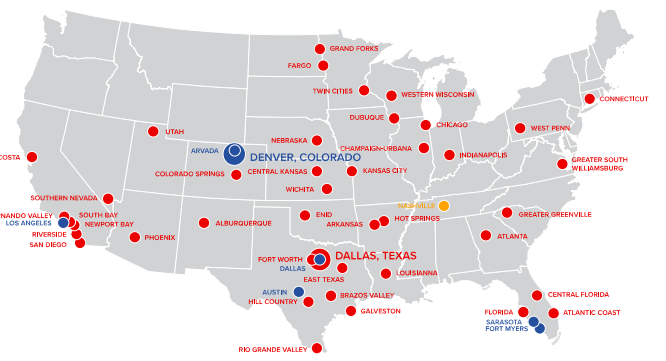 GRAND FORKS
FARGO
TWIN CITIES
WESTERN WISCONSIN
CONNECTICUT
DUBUQUE
CHICAGO
WEST PENN
UTAH
NEBRASKA
ARVADA
DENVER, COLORADO
CHAMPAIGN-URBANA
INDIANAPOLIS
COSTA
GREATER SOUTH
WILLIAMSBURG
COLORADO SPRINGS
CENTRAL KANSAS
KANSAS CITY
WICHITA
SOUTHERN NEVADA
NASHVILLE
NANDO VALLEY
SOUTH BAY
ENID
GREATER GREENVILLE
LOS ANGELES
NEWPORT BAY
ALBURQUERQUE
ARKANSAS
HOT SPRINGS
RIVERSIDE
PHOENIX
ATLANTA
SAN DIEGO
FORT WORTH
DALLAS, TEXAS
DALLAS
LOUISIANNA
EAST TEXAS
AUSTIN
HILL COUNTRY
BRAZOS VALLEY
CENTRAL FLORIDA
GALVESTON
FLORIDA
ATLANTIC COAST
SARASOTA
FORT MYERS
RIO GRANDE VALLEY